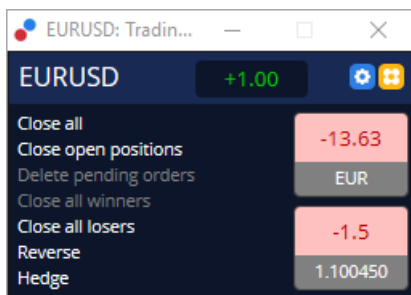 EURUSD: Tradin...
EURUSD +1.00
Close all
Close open positions
Delete pending orders
Close all winners
Close all losers
Reverse
Hedge
-13.63
EUR
-1.5
1.100450